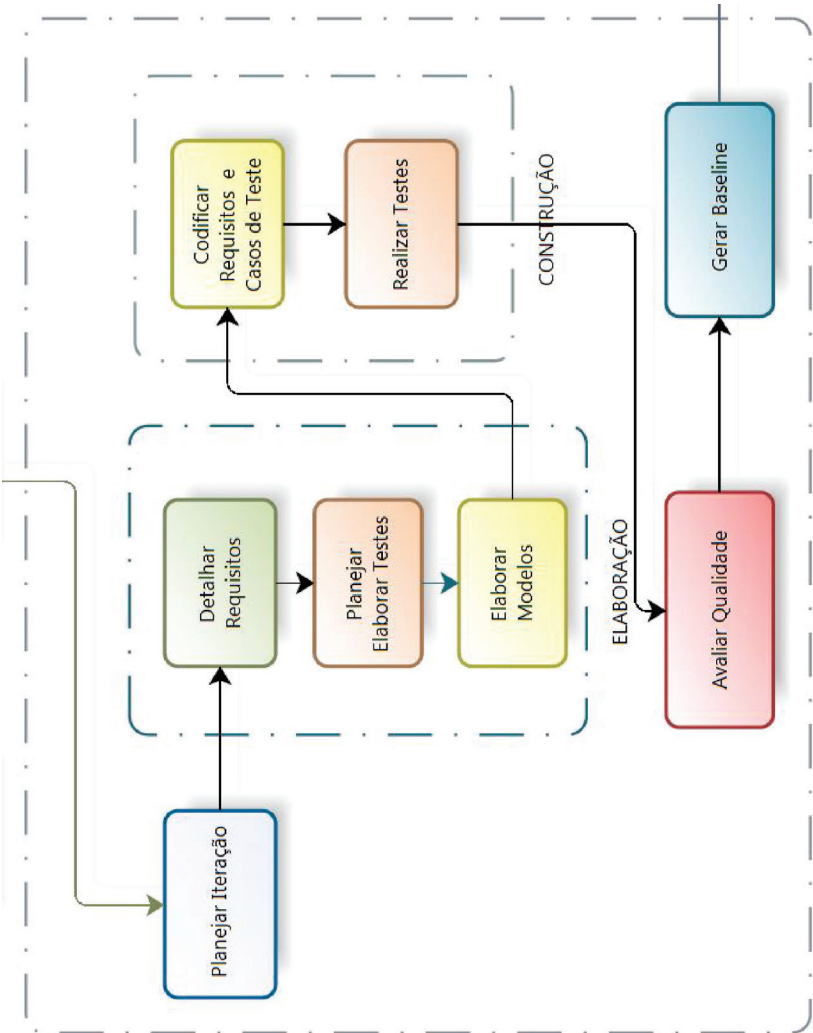 Planejar Iteração
Detalhar
Requisitos
Planejar
Elaborar Testes
Elaborar
Modelos
ELABORAÇÃO
Codificar
Requisitos e
Casos de Teste
Realizar Testes
CONSTRUÇÃO
Avaliar Qualidade
Gerar Baseline